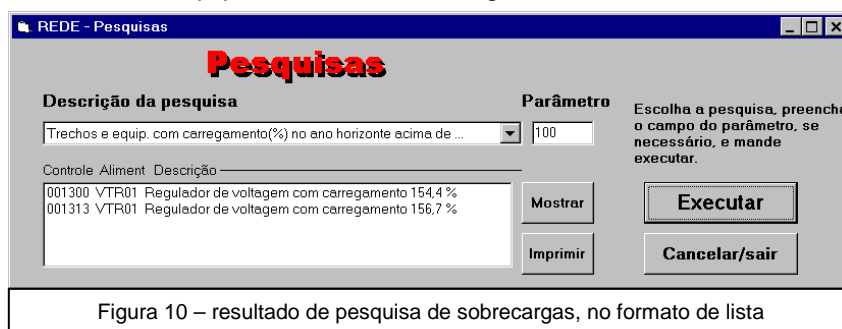 REDE - Pesquisas
Pesquisas
Descrição da pesquisa
Parâmetro
Trechos e equip. com carregamento(%) no ano horizonte acima de ...
100
Escolha a pesquisa, preencha
o campo do parâmetro, se
necessário, e mande
executar.
Controle Aliment Descrição
001300 VTR01 Regulador de voltagem com carregamento 154,4 %
001313 VTR01 Regulador de voltagem com carregamento 156,7 %
Mostrar
Executar
Imprimir
Cancelar/sair
Figura 10 – resultado de pesquisa de sobrecargas, no formato de lista